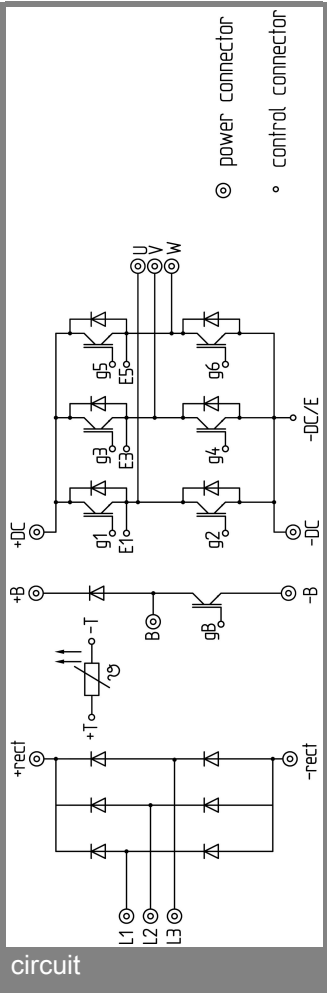 power connector
control connector
U
V
W
+DC
g1
E1
g3
E3
g5
E5
g2
g4
g6
-DC
-DC/E
+B
B
gB
-B
+T
-T
ϑ
+rect
-rect
L1
L2
L3
circuit